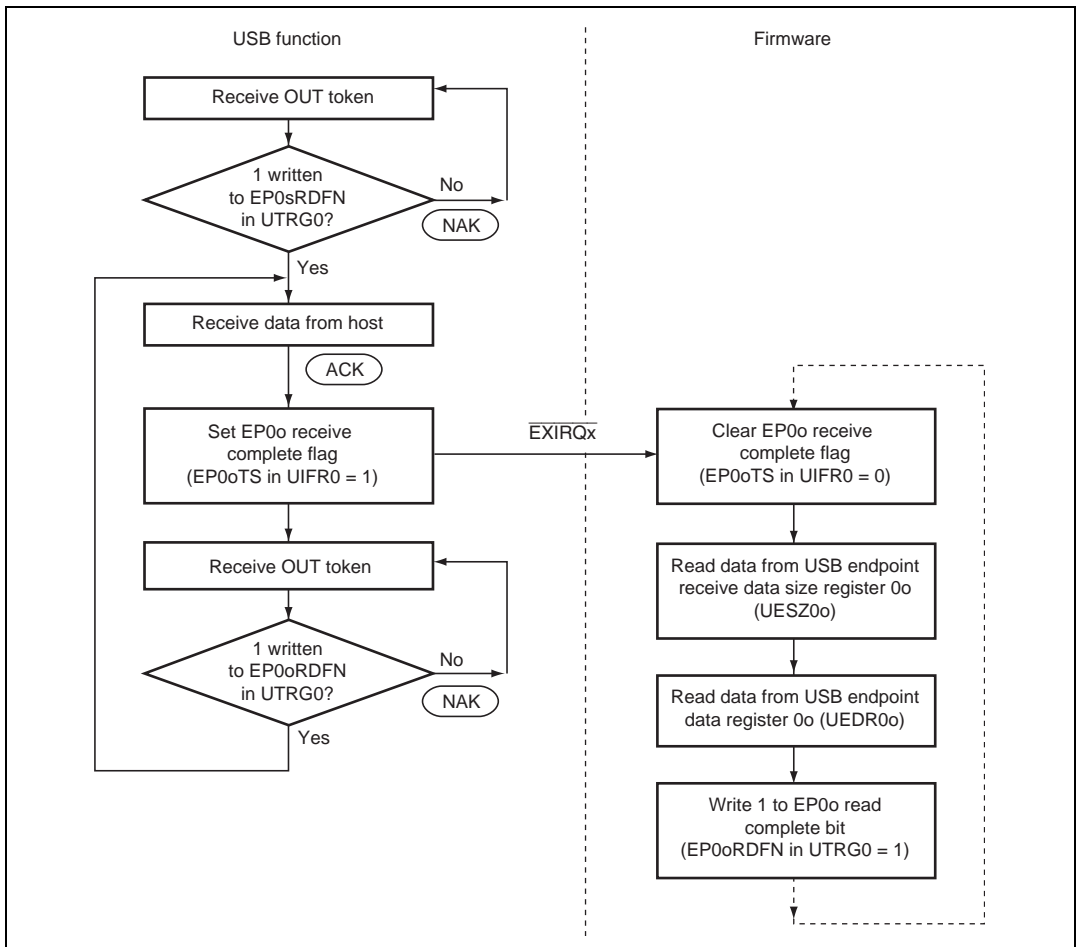 USB function
Firmware
Receive OUT token
1 written
to EP0sRDFN
in UTRG0?
No
NAK
Yes
Receive data from host
ACK
Set EP0o receive
complete flag
(EP0oTS in UIFR0 = 1)
EXIRQx
Clear EP0o receive
complete flag
(EP0oTS in UIFR0 = 0)
Receive OUT token
Read data from USB endpoint
receive data size register 0o
(UESZ0o)
1 written
to EP0oRDFN
in UTRG0?
No
NAK
Yes
Read data from USB endpoint
data register 0o (UEDR0o)
Write 1 to EP0o read
complete bit
(EP0oRDFN in UTRG0 = 1)